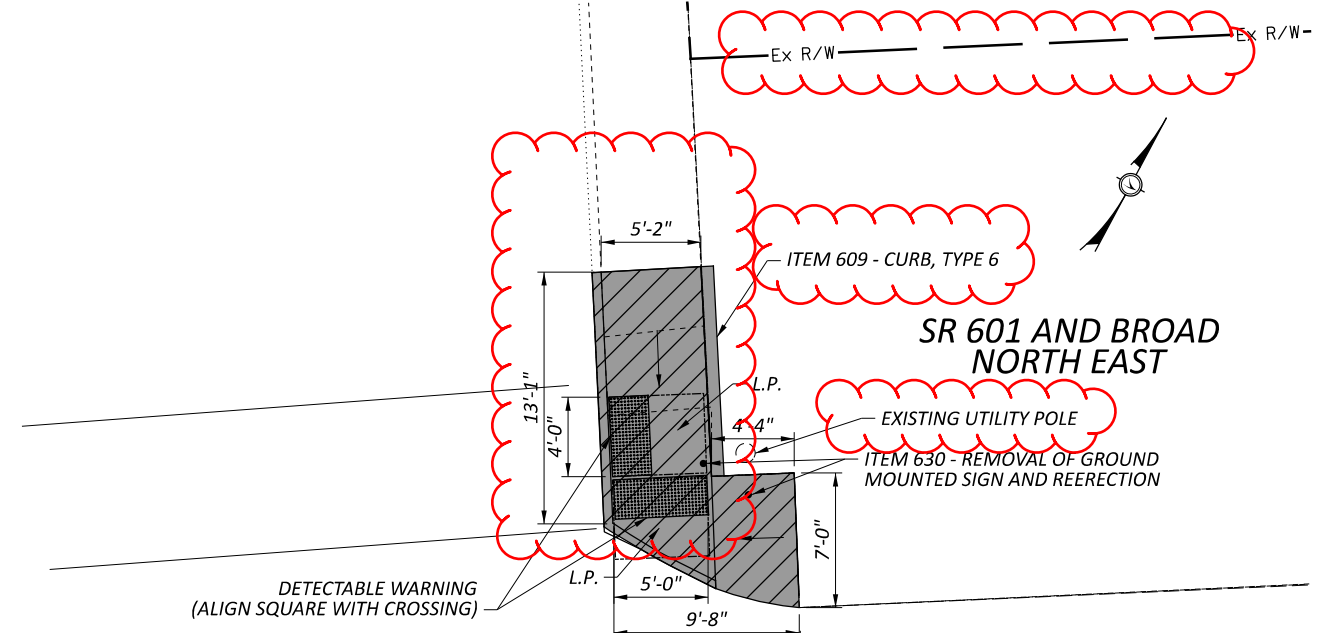 Ex R/W
Ex R/W
5'-2"
ITEM 609 - CURB, TYPE 6
SR 601 AND BROAD
NORTH EAST
13'-1"
L.P.
4'-0"
4'-4"
EXISTING UTILITY POLE
ITEM 630 - REMOVAL OF GROUND
MOUNTED SIGN AND REERECTION
7'-0"
DETECTABLE WARNING
(ALIGN SQUARE WITH CROSSING)
L.P.
5'-0"
9'-8"